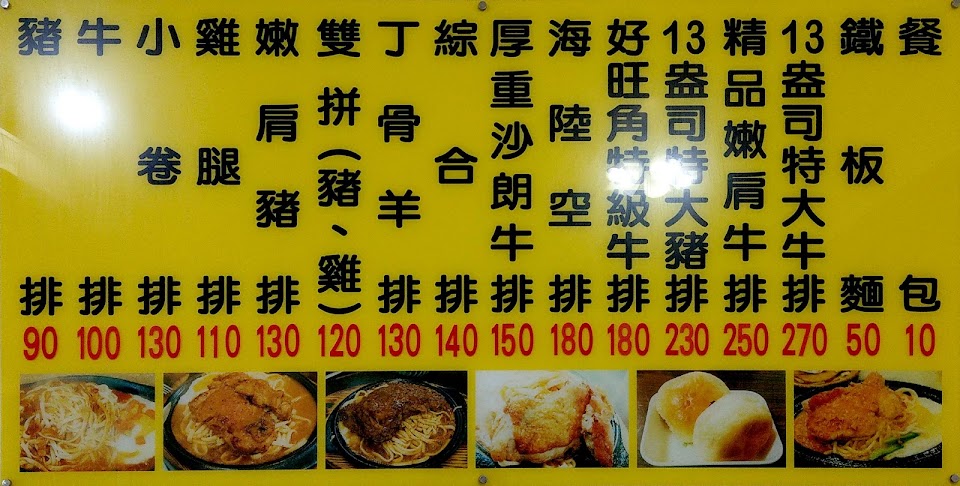 豬排 90
牛排 100
小卷排 130
雞腿排 110
嫩肩豬排 130
雙拼(豬、雞) 120
丁骨羊排 130
綜合排 140
厚重沙朗牛排 150
海陸空排 180
好旺角特級牛排 180
13盎司特大豬排 230
精品嫩肩牛排 250
13盎司特大牛排 270
鐵板麵 50
餐包 10